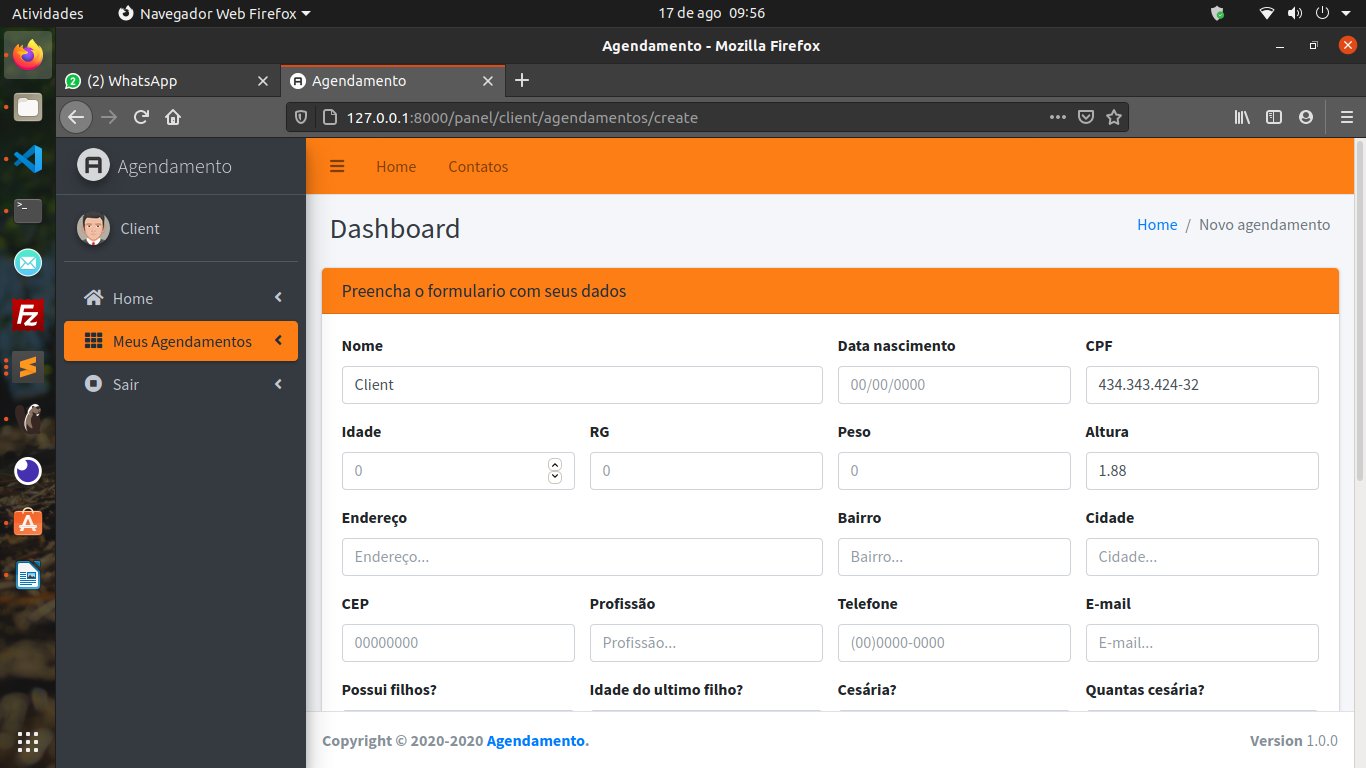 Atividades Navegador Web Firefox 17 de ago 09:56
Agendamento - Mozilla Firefox
(2) WhatsApp Agendamento
127.0.0.1:8000/panel/client/agendamentos/create
Agendamento
Client
Home
Meus Agendamentos
Sair
Home Contatos
Dashboard
Home / Novo agendamento
Preencha o formulario com seus dados
Nome Data nascimento CPF
Client 00/00/0000 434.343.424-32
Idade RG Peso Altura
0 0 0 1.88
Endereço Bairro Cidade
Endereço... Bairro... Cidade...
CEP Profissão Telefone E-mail
00000000 Profissão... (00)0000-0000 E-mail...
Possui filhos? Idade do ultimo filho? Cesária? Quantas cesária?
Copyright © 2020-2020 Agendamento. Version 1.0.0